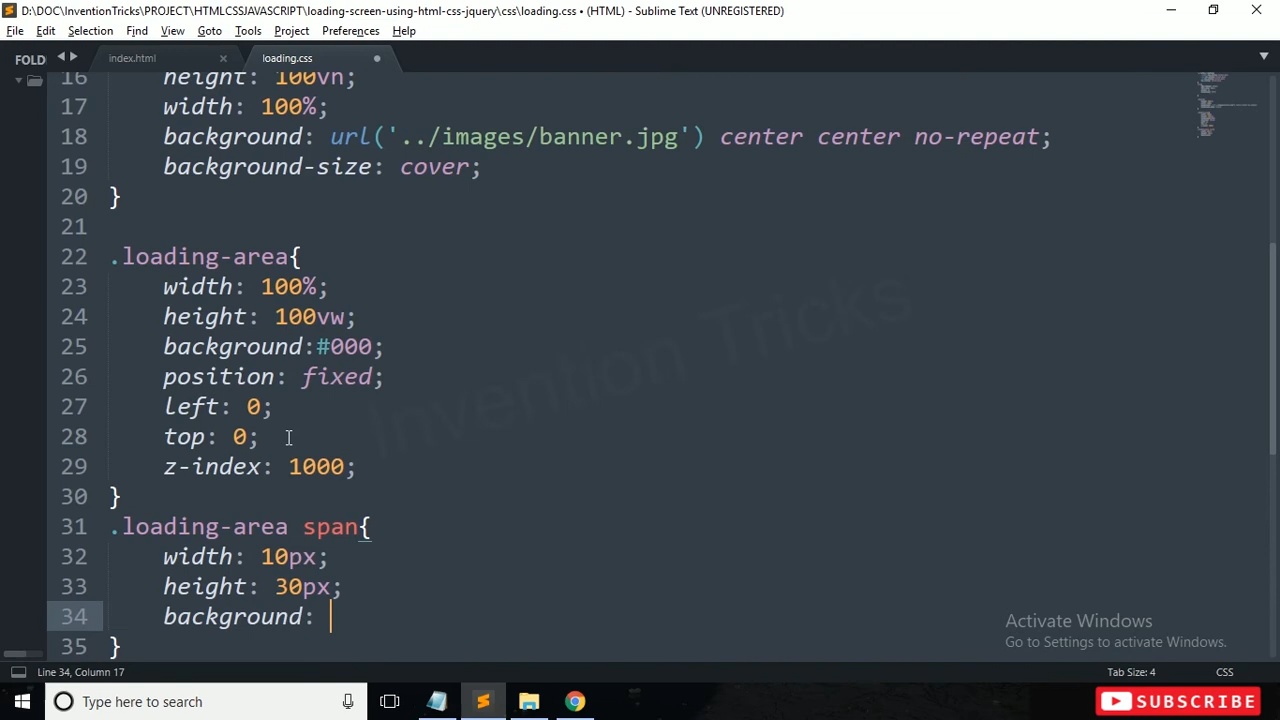 D:\DOC\InventionTricks\PROJECT\HTMLCSSJAVASCRIPT\loading-screen-using-html-css-jquery\css\loading.css • (HTML) - Sublime Text (UNREGISTERED)
File Edit Selection Find View Goto Tools Project Preferences Help
FOLD index.html loading.css
16 height: 100vh;
17 width: 100%;
18 background: url('../images/banner.jpg') center center no-repeat;
19 background-size: cover;
20 }
21
22 .loading-area{
23 width: 100%;
24 height: 100vw;
25 background:#000;
26 position: fixed;
27 left: 0;
28 top: 0;
29 z-index: 1000;
30 }
31 .loading-area span{
32 width: 10px;
33 height: 30px;
34 background:
35 }
Invention Tricks
Activate Windows
Go to Settings to activate Windows.
Line 34, Column 17 Tab Size: 4 CSS
Type here to search SUBSCRIBE